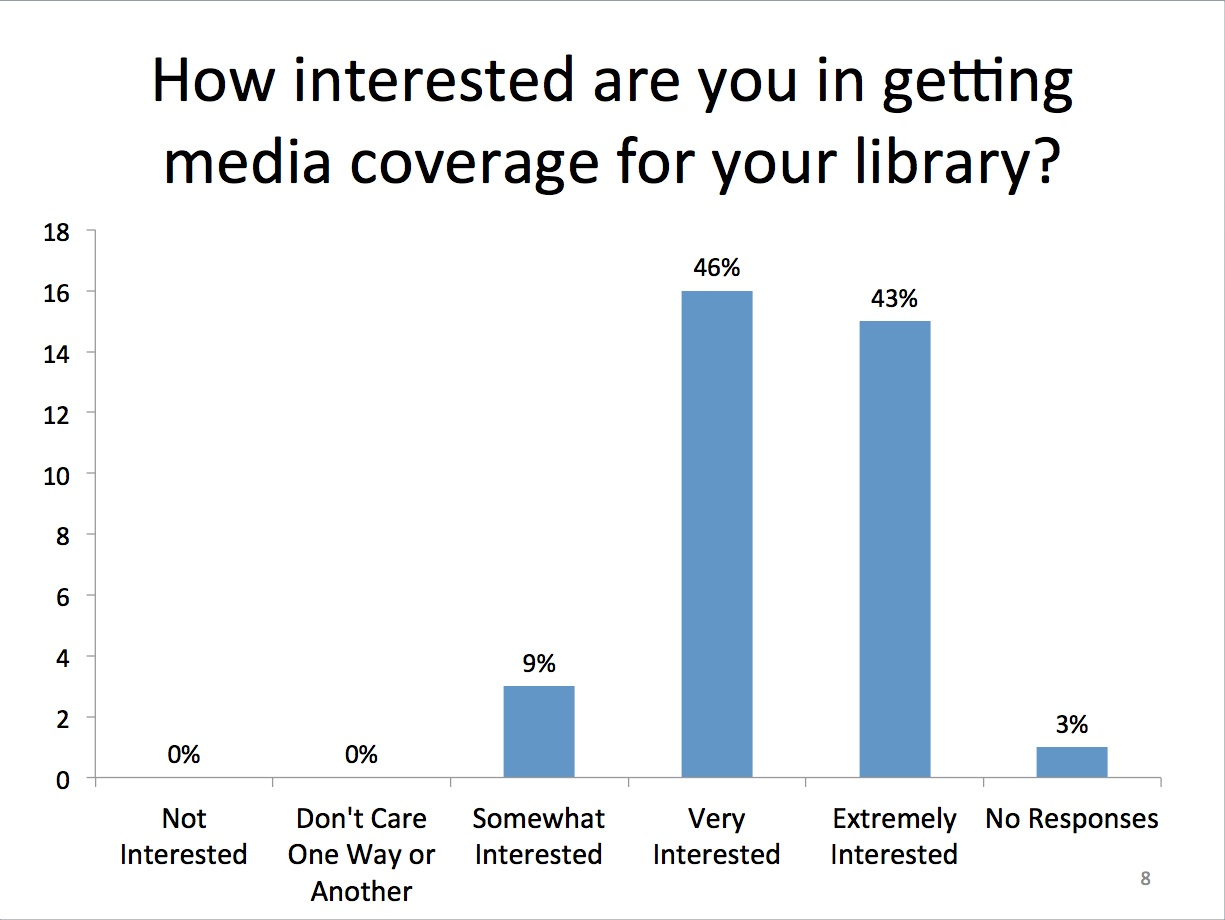 How interested are you in getting
media coverage for your library?
18
16
14
12
10
8
6
4
2
0
0%
0%
9%
46%
43%
3%
Not
Interested
Don't Care
One Way or
Another
Somewhat
Interested
Very
Interested
Extremely
Interested
No Responses
8